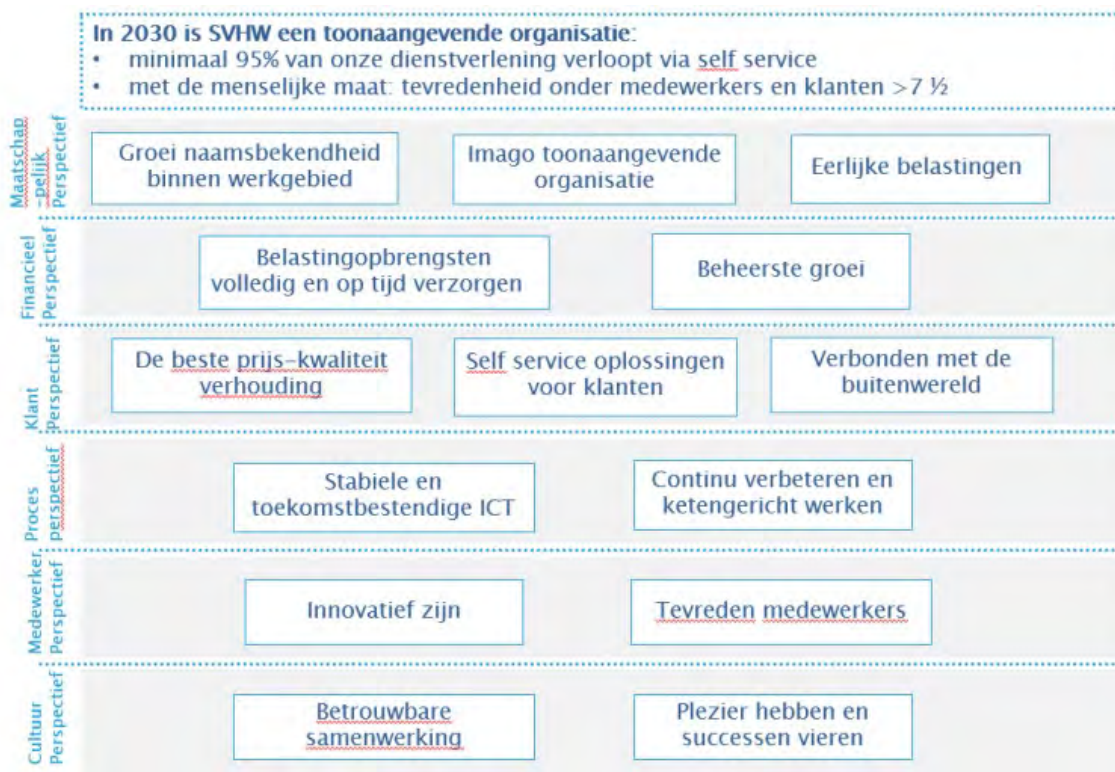 In 2030 is SVHW een toonaangevende organisatie:
• minimaal 95% van onze dienstverlening verloopt via self service
• met de menselijke maat: tevredenheid onder medewerkers en klanten >7 ½
Maatschap
-pelijk
Perspectief
Groei naamsbekendheid
binnen werkgebied
Imago toonaangevende
organisatie
Eerlijke belastingen
Financieel
Perspectief
Belastingopbrengsten
volledig en op tijd verzorgen
Beheerste groei
Klant
Perspectief
De beste prijs-kwaliteit
verhouding
Self service oplossingen
voor klanten
Verbonden met de
buitenwereld
Proces
perspectief
Stabiele en
toekomstbestendige ICT
Continu verbeteren en
ketengericht werken
Medewerker
Perspectief
Innovatief zijn
Tevreden medewerkers
Cultuur
Perspectief
Betrouwbare
samenwerking
Plezier hebben en
successen vieren